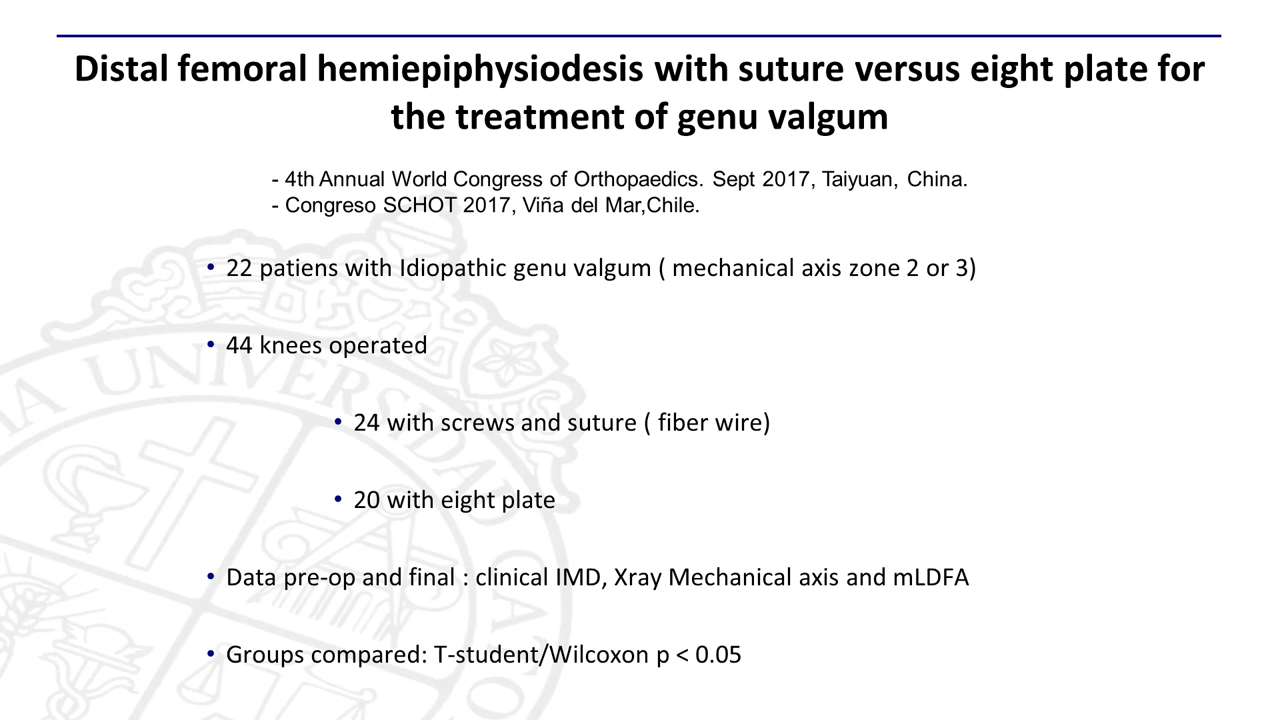 Distal femoral hemiepiphysiodesis with suture versus eight plate for
the treatment of genu valgum
- 4th Annual World Congress of Orthopaedics. Sept 2017, Taiyuan, China.
- Congreso SCHOT 2017, Viña del Mar,Chile.
• 22 patiens with Idiopathic genu valgum ( mechanical axis zone 2 or 3)
• 44 knees operated
• 24 with screws and suture ( fiber wire)
• 20 with eight plate
• Data pre-op and final : clinical IMD, Xray Mechanical axis and mLDFA
• Groups compared: T-student/Wilcoxon p < 0.05